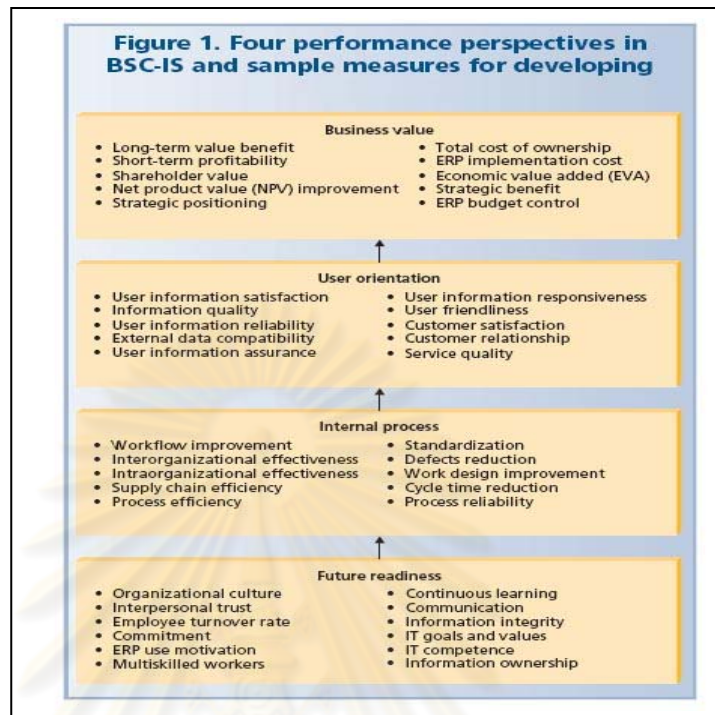 Figure 1. Four performance perspectives in
BSC-IS and sample measures for developing
Business value
• Long-term value benefit
• Short-term profitability
• Shareholder value
• Net product value (NPV) improvement
• Strategic positioning
• Total cost of ownership
• ERP implementation cost
• Economic value added (EVA)
• Strategic benefit
• ERP budget control
User orientation
• User information satisfaction
• Information quality
• User information reliability
• External data compatibility
• User information assurance
• User information responsiveness
• User friendliness
• Customer satisfaction
• Customer relationship
• Service quality
Internal process
• Workflow improvement
• Interorganizational effectiveness
• Intraorganizational effectiveness
• Supply chain efficiency
• Process efficiency
• Standardization
• Defects reduction
• Work design improvement
• Cycle time reduction
• Process reliability
Future readiness
• Organizational culture
• Interpersonal trust
• Employee turnover rate
• Commitment
• ERP use motivation
• Multiskilled workers
• Continuous learning
• Communication
• Information integrity
• IT goals and values
• IT competence
• Information ownership